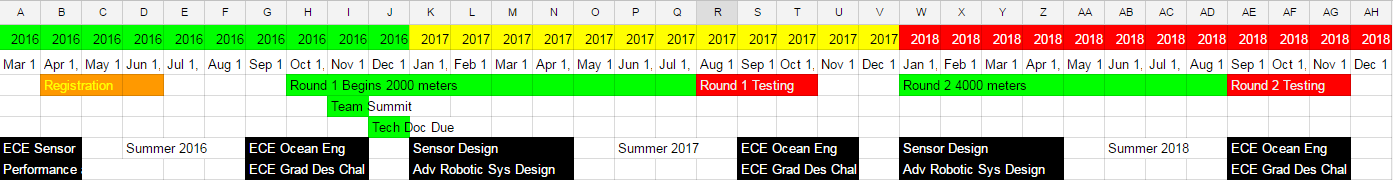 A B C D E F G H I J K L M N O P Q R S T U V W X Y Z AA AB AC AD AE AF AG AH
2016 2016 2016 2016 2016 2016 2016 2016 2016 2016 2017 2017 2017 2017 2017 2017 2017 2017 2017 2017 2017 2017 2018 2018 2018 2018 2018 2018 2018 2018 2018 2018 2018 2018
Mar 1 Apr 1, May 1 Jun 1, Jul 1, Aug 1 Sep 1, Oct 1, Nov 1, Dec 1 Jan 1, Feb 1 Mar 1, Apr 1, May 1 Jun 1, Jul 1, Aug 1 Sep 1, Oct 1, Nov 1 Dec 1 Jan 1, Feb 1, Mar 1, Apr 1, May 1 Jun 1, Jul 1, Aug 1, Sep 1 Oct 1, Nov 1, Dec 1
Registration Round 1 Begins 2000 meters Round 1 Testing Round 2 4000 meters Round 2 Testing
Team Summit
Tech Doc Due
ECE Sensor Summer 2016 ECE Ocean Eng Sensor Design Summer 2017 ECE Ocean Eng Sensor Design Summer 2018 ECE Ocean Eng
Performance ECE Grad Des Chal Adv Robotic Sys Design ECE Grad Des Chal Adv Robotic Sys Design ECE Grad Des Chal